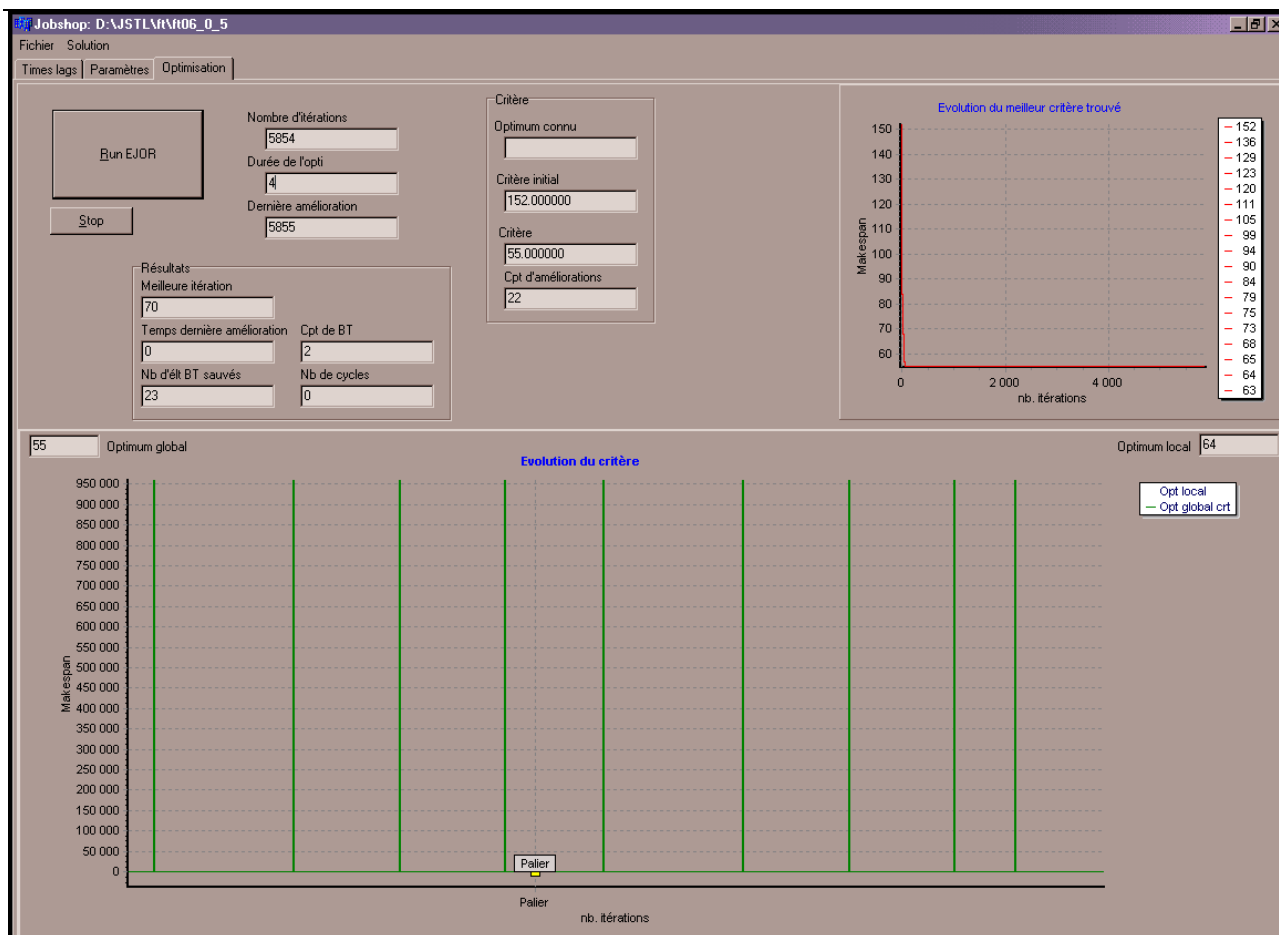 Jobshop: D:\JSTL\ft\ft06_0_5
Fichier Solution
Times lags Paramètres Optimisation
Run EJOR
Stop
Nombre d'itérations
5854
Durée de l'opti
4
Dernière amélioration
5855
Résultats
Meilleure itération
70
Temps dernière amélioration Cpt de BT
0 2
Nb d'élt BT sauvés Nb de cycles
23 0
Critère
Optimum connu
Critère initial
152.000000
Critère
55.000000
Cpt d'améliorations
22
Evolution du meilleur critère trouvé
150
140
130
120
110
100
90
80
70
60
Makespan
0 2 000 4 000
nb. itérations
152
136
129
123
120
111
105
99
94
90
84
79
75
73
68
65
64
63
55 Optimum global
Optimum local 64
Evolution du critère
950 000
900 000
850 000
800 000
750 000
700 000
650 000
600 000
550 000
500 000
450 000
400 000
350 000
300 000
250 000
200 000
150 000
100 000
50 000
0
Makespan
Palier
Palier
nb. itérations
Opt local
Opt global crt